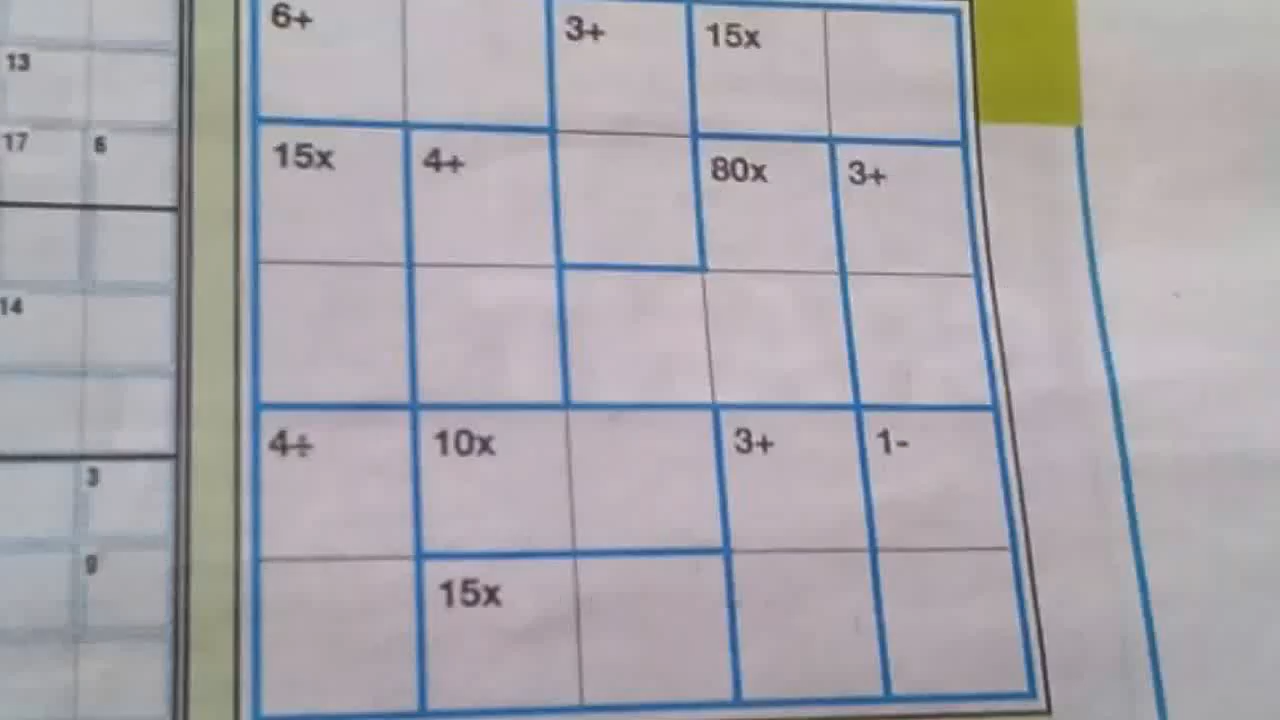 6+ 3+ 15x
13
17 6
15x 4+ 80x 3+
14
4÷ 10x 3+ 1-
3
9
15x